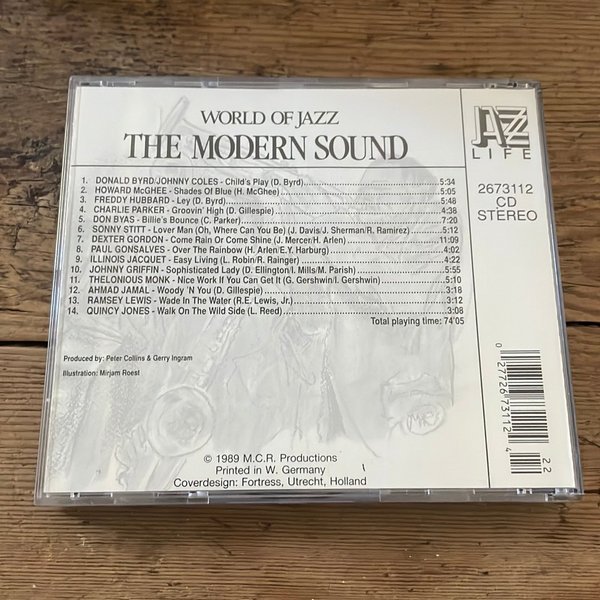 WORLD OF JAZZ
THE MODERN SOUND
JAZZ
LIFE
2673112
CD
STEREO
1. DONALD BYRD/JOHNNY COLES - Child's Play (D. Byrd) 5:34
2. HOWARD McGHEE - Shades Of Blue (H. McGhee) 5:05
3. FREDDY HUBBARD - Ley (D. Byrd) 5:48
4. CHARLIE PARKER - Groovin' High (D. Gillespie) 4:38
5. DON BYAS - Billie's Bounce (C. Parker) 7:20
6. SONNY STITT - Lover Man (Oh, Where Can You Be) (J. Davis/J. Sherman/R. Ramirez) 5:12
7. DEXTER GORDON - Come Rain Or Come Shine (J. Mercer/H. Arlen) 11:09
8. PAUL GONSALVES - Over The Rainbow (H. Arlen/E.Y. Harburg) 4:02
9. ILLINOIS JACQUET - Easy Living (L. Robin/R. Rainger) 4:22
10. JOHNNY GRIFFIN - Sophisticated Lady (D. Ellington/I. Mills/M. Parish) 5:55
11. THELONIOUS MONK - Nice Work If You Can Get It (G. Gershwin/I. Gershwin) 5:10
12. AHMAD JAMAL - Woody 'N You (D. Gillespie) 3:18
13. RAMSEY LEWIS - Wade In The Water (R.E. Lewis, Jr.) 3:12
14. QUINCY JONES - Walk On The Wild Side (L. Reed) 3:08
Total playing time: 74'05
Produced by: Peter Collins & Gerry Ingram
Illustration: Mirjam Roest
© 1989 M.C.R. Productions
Printed in W. Germany
Coverdesign: Fortress, Utrecht, Holland
0 27726 73112 4
22